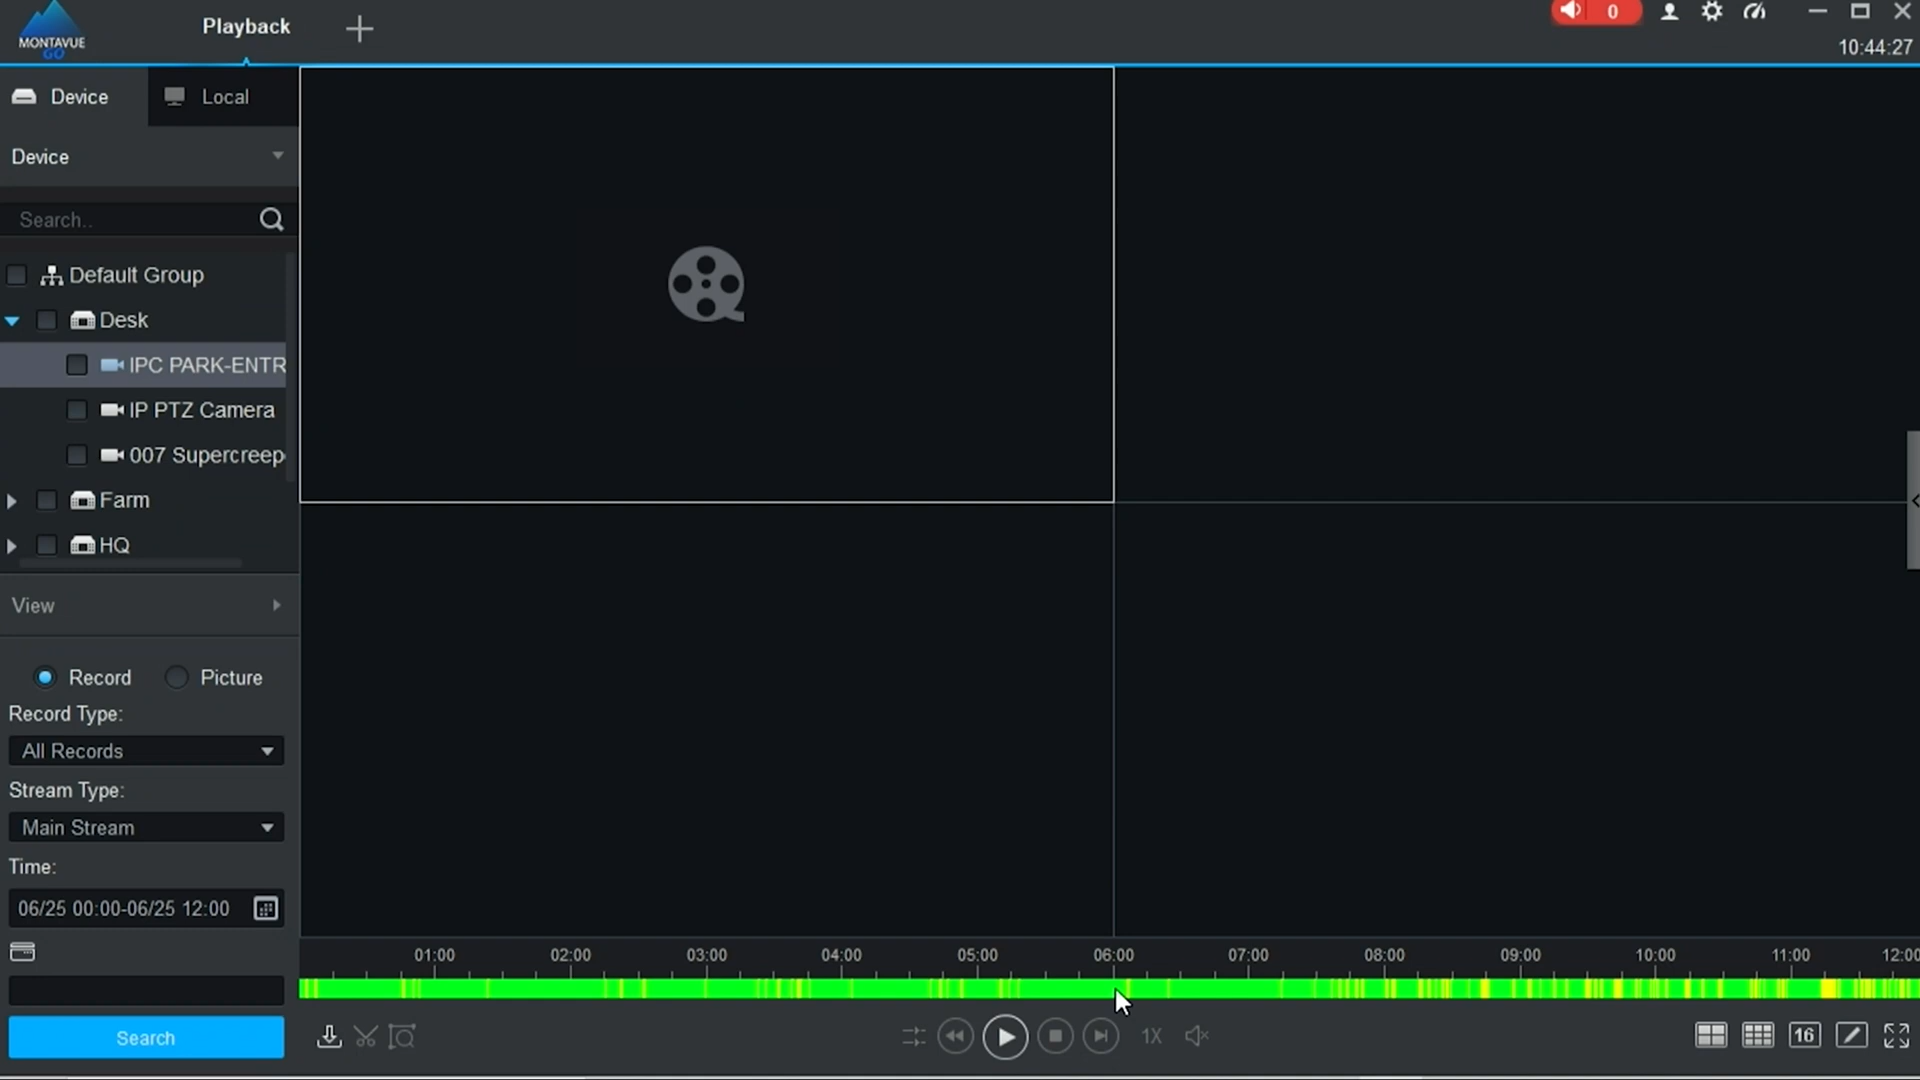 MONTAVUE
GO
Playback
0
10:44:27
Device
Local
Device
Search..
Default Group
Desk
IPC PARK-ENTR
IP PTZ Camera
007 Supercreep
Farm
HQ
View
Record
Picture
Record Type:
All Records
Stream Type:
Main Stream
Time:
06/25 00:00-06/25 12:00
01:00 02:00 03:00 04:00 05:00 06:00 07:00 08:00 09:00 10:00 11:00 12:00
Search
1X
16